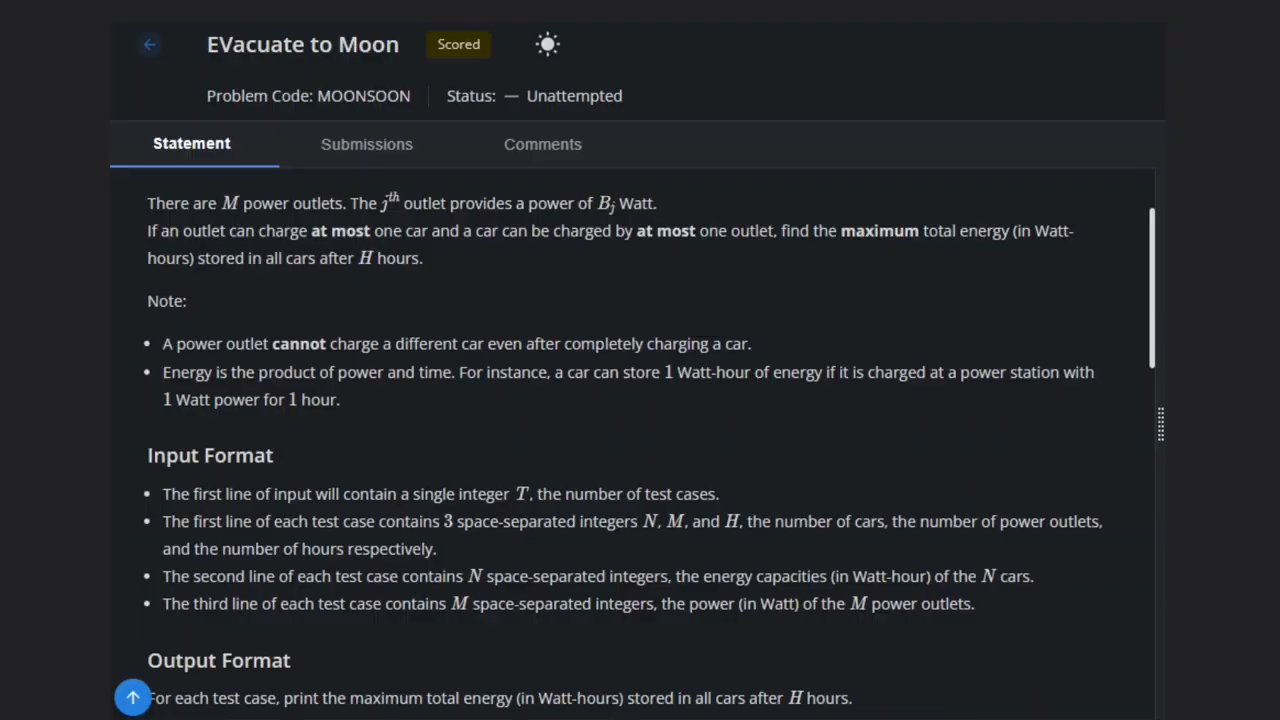 EVacuate to Moon Scored
Problem Code: MOONSOON Status: — Unattempted
Statement Submissions Comments
There are M power outlets. The j^th outlet provides a power of B_j Watt.
If an outlet can charge at most one car and a car can be charged by at most one outlet, find the maximum total energy (in Watt-
hours) stored in all cars after H hours.
Note:
• A power outlet cannot charge a different car even after completely charging a car.
• Energy is the product of power and time. For instance, a car can store 1 Watt-hour of energy if it is charged at a power station with
1 Watt power for 1 hour.
Input Format
• The first line of input will contain a single integer T, the number of test cases.
• The first line of each test case contains 3 space-separated integers N, M, and H, the number of cars, the number of power outlets,
and the number of hours respectively.
• The second line of each test case contains N space-separated integers, the energy capacities (in Watt-hour) of the N cars.
• The third line of each test case contains M space-separated integers, the power (in Watt) of the M power outlets.
Output Format
For each test case, print the maximum total energy (in Watt-hours) stored in all cars after H hours.